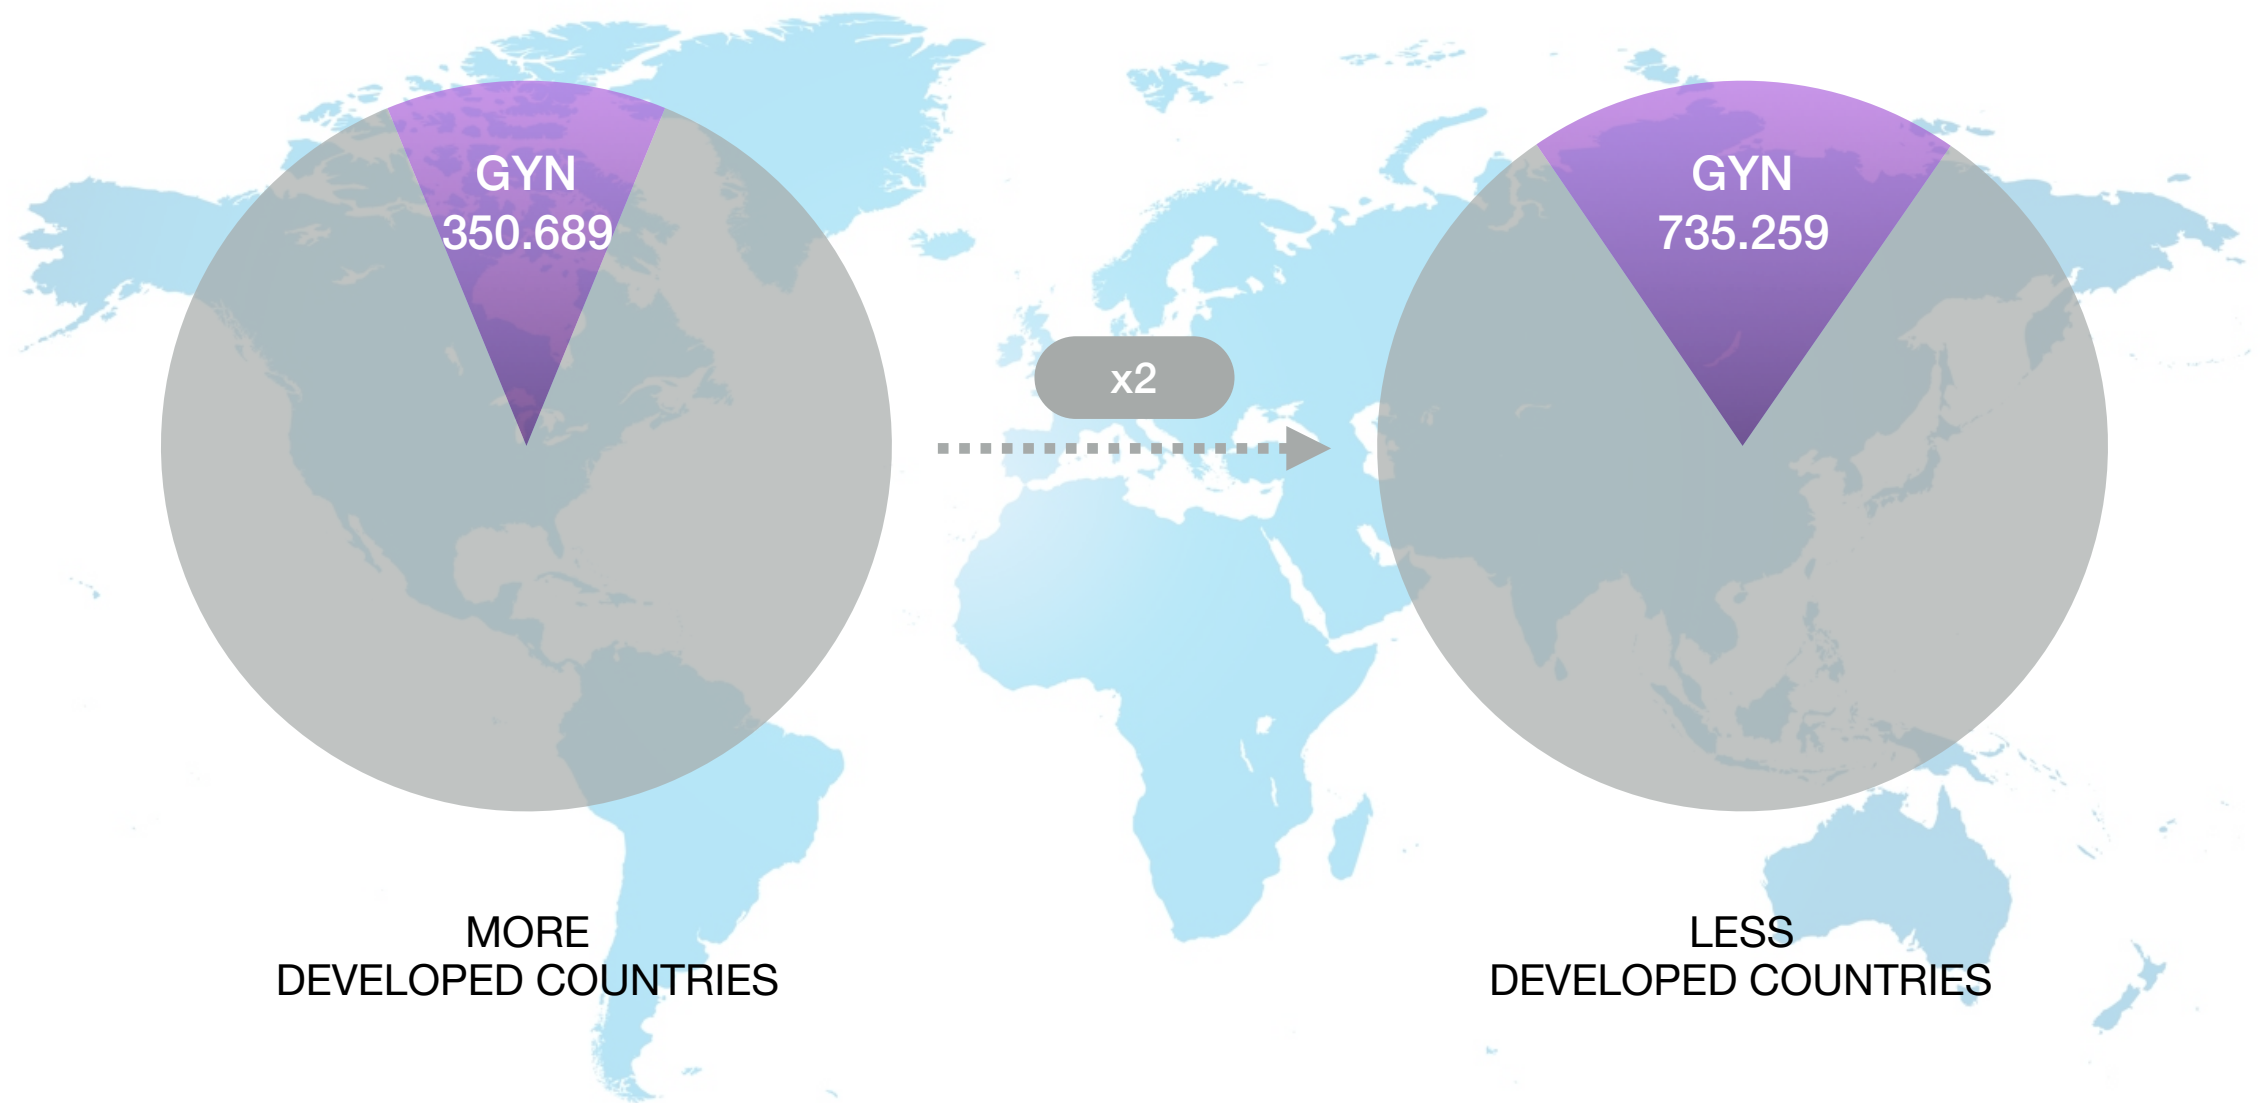 GYN
350.689
x2
GYN
735.259
MORE
DEVELOPED COUNTRIES
LESS
DEVELOPED COUNTRIES